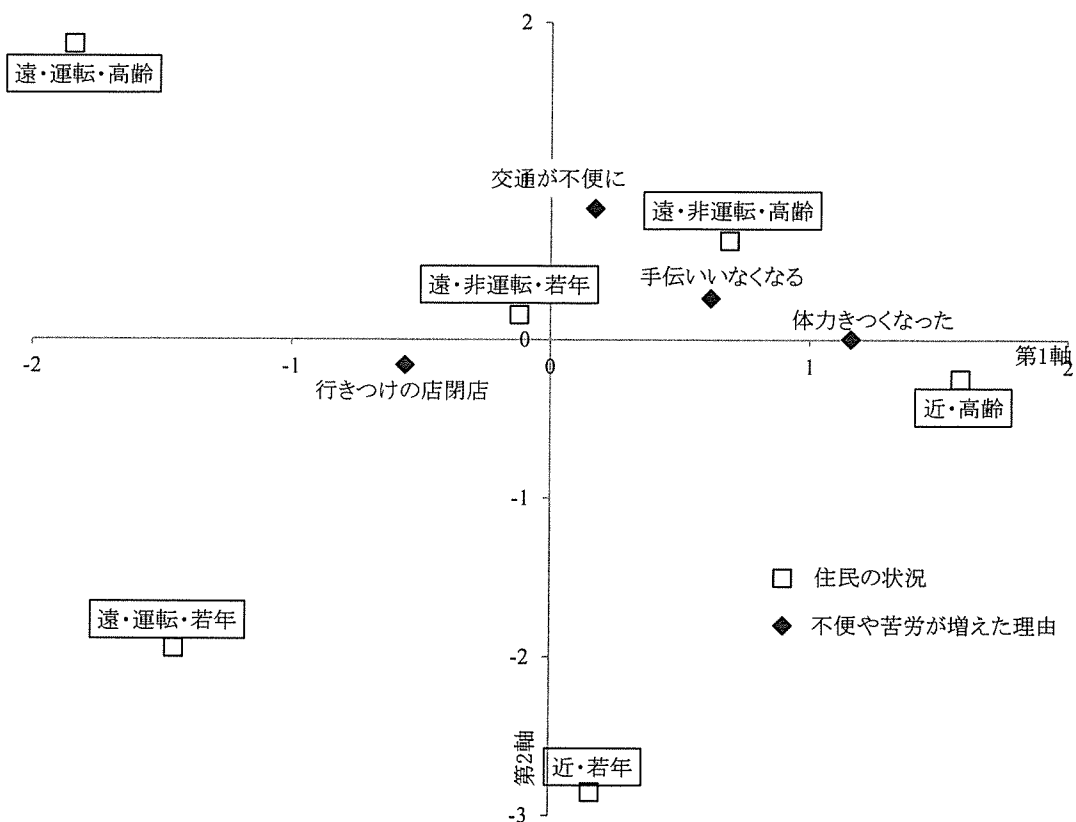 2
遠・運転・高齢
交通が不便に
遠・非運転・高齢
遠・非運転・若年
手伝いいなくなる
体力きつくなった
-2
-1
0
0
1
第1軸
2
行きつけの店閉店
近・高齢
-1
住民の状況
遠・運転・若年
不便や苦労が増えた理由
-2
第2軸
近・若年
-3